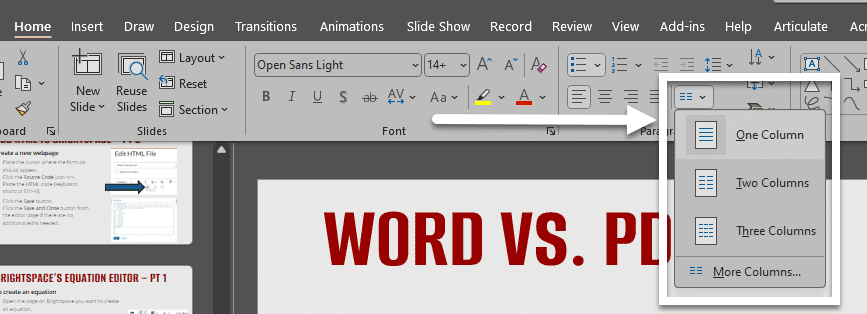 Home Insert Draw Design Transitions Animations Slide Show Record Review View Add-ins Help Articulate Acr
Layout
Open Sans Light 14+ A A A
New Slide
Reuse Slides
Reset
Section
B I U S ab AV Aa A
board Slides Font Paragr
One Column
Two Columns
Three Columns
More Columns...
WORD VS. PD
reate a new webpage
Place the cursor where the formula
should appear.
Click the Source Code icon </>.
Paste the HTML code (keyboard
shortcut Ctrl+V).
Click the Save button.
Click the Save and Close button from
the editor page if there are no
additional edits needed.
Edit HTML File
RIGHTSPACE'S EQUATION EDITOR – PT 1
o create an equation
Open the page on Brightspace you want to create
an equation.